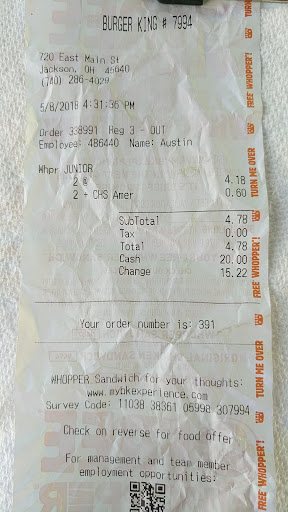 BURGER KING # 7994
720 East Main St
Jackson, OH 45640
(740) 286-4029
5/8/2018 4:31:36 PM
Order 338991 Reg 3 - OUT
Employee: 486440 Name: Austin
Whpr JUNIOR
2 @ 4.18
2 + CHS Amer 0.60
SubTotal 4.78
Tax 0.00
Total 4.78
Cash 20.00
Change 15.22
Your order number is: 391
WHOPPER Sandwich for your thoughts:
www.mybkexperience.com
Survey Code: 11038 38361 05998 307994
Check on reverse for food offer
For management and team member
employment opportunities:
TURN ME OVER
FREE WHOPPER!
TURN ME OVER
FREE WHOPPER!
TURN ME OVER
FREE WHOPPER!